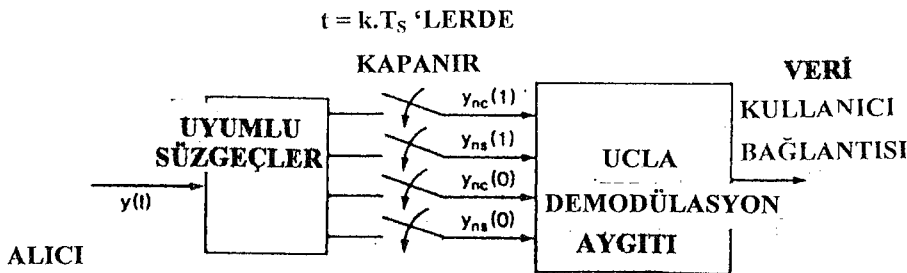 t = k.T_S ‘LERDE
KAPANIR
UYUMLU
SÜZGEÇLER
y(t)
ALICI
y_nc(1)
y_ns(1)
y_nc(0)
y_ns(0)
UCLA
DEMODÜLASYON
AYGITI
VERİ
KULLANICI
BAĞLANTISI